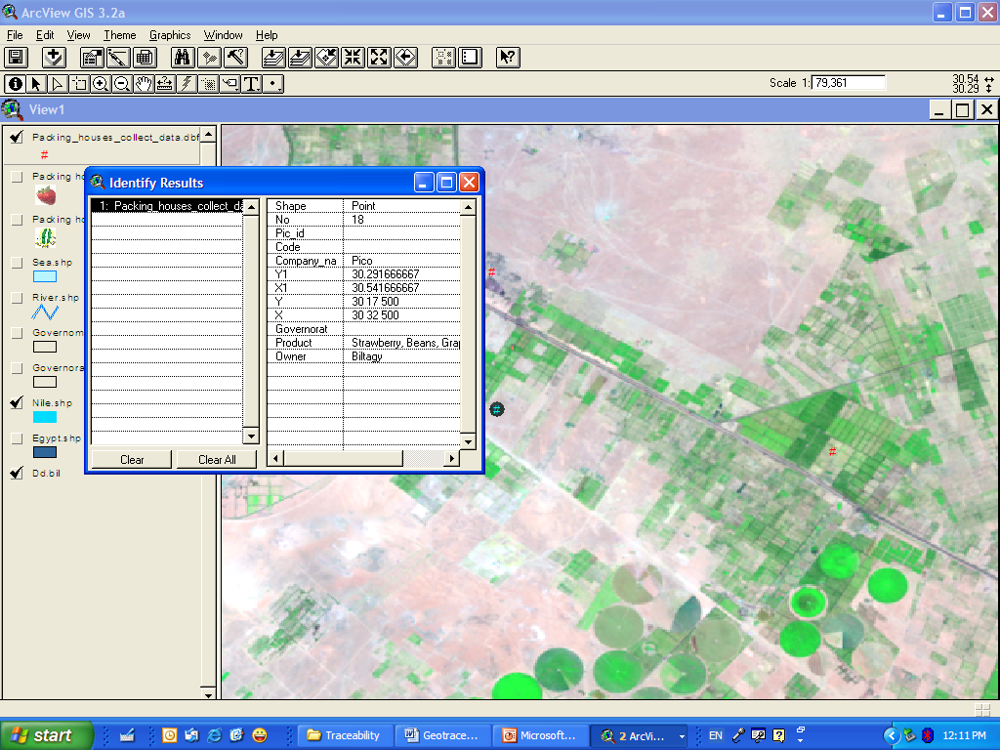 ArcView GIS 3.2a
File Edit View Theme Graphics Window Help
Scale 1: 79,361
30.54
30.29
View1
Packing_houses_collect_data.dbf
#
Packing ho
Packing ho
Sea.shp
River.shp
Governor
Governora
Nile.shp
Egypt.shp
Dd.bil
Identify Results
1: Packing_houses_collect_da
Shape Point
No 18
Pic_id
Code
Company_na Pico
Y1 30.291666667
X1 30.541666667
Y 30 17 500
X 30 32 500
Governorat
Product Strawberry, Beans, Grap
Owner Biltagy
Clear Clear All
#
#
#
start
Traceability
Geotrace...
Microsoft...
2 ArcVi...
EN
12:11 PM